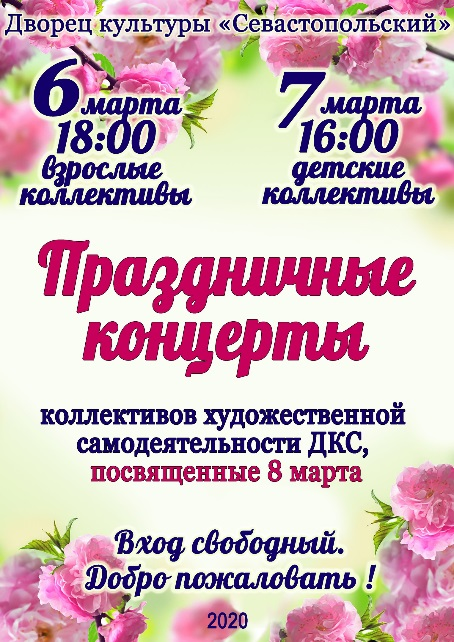 Дворец культуры «Севастопольский»
6 марта
18:00
взрослые
коллективы
7 марта
16:00
детские
коллективы
Праздничные
концерты
коллективов художественной
самодеятельности ДКС,
посвященные 8 марта
Вход свободный.
Добро пожаловать !
2020